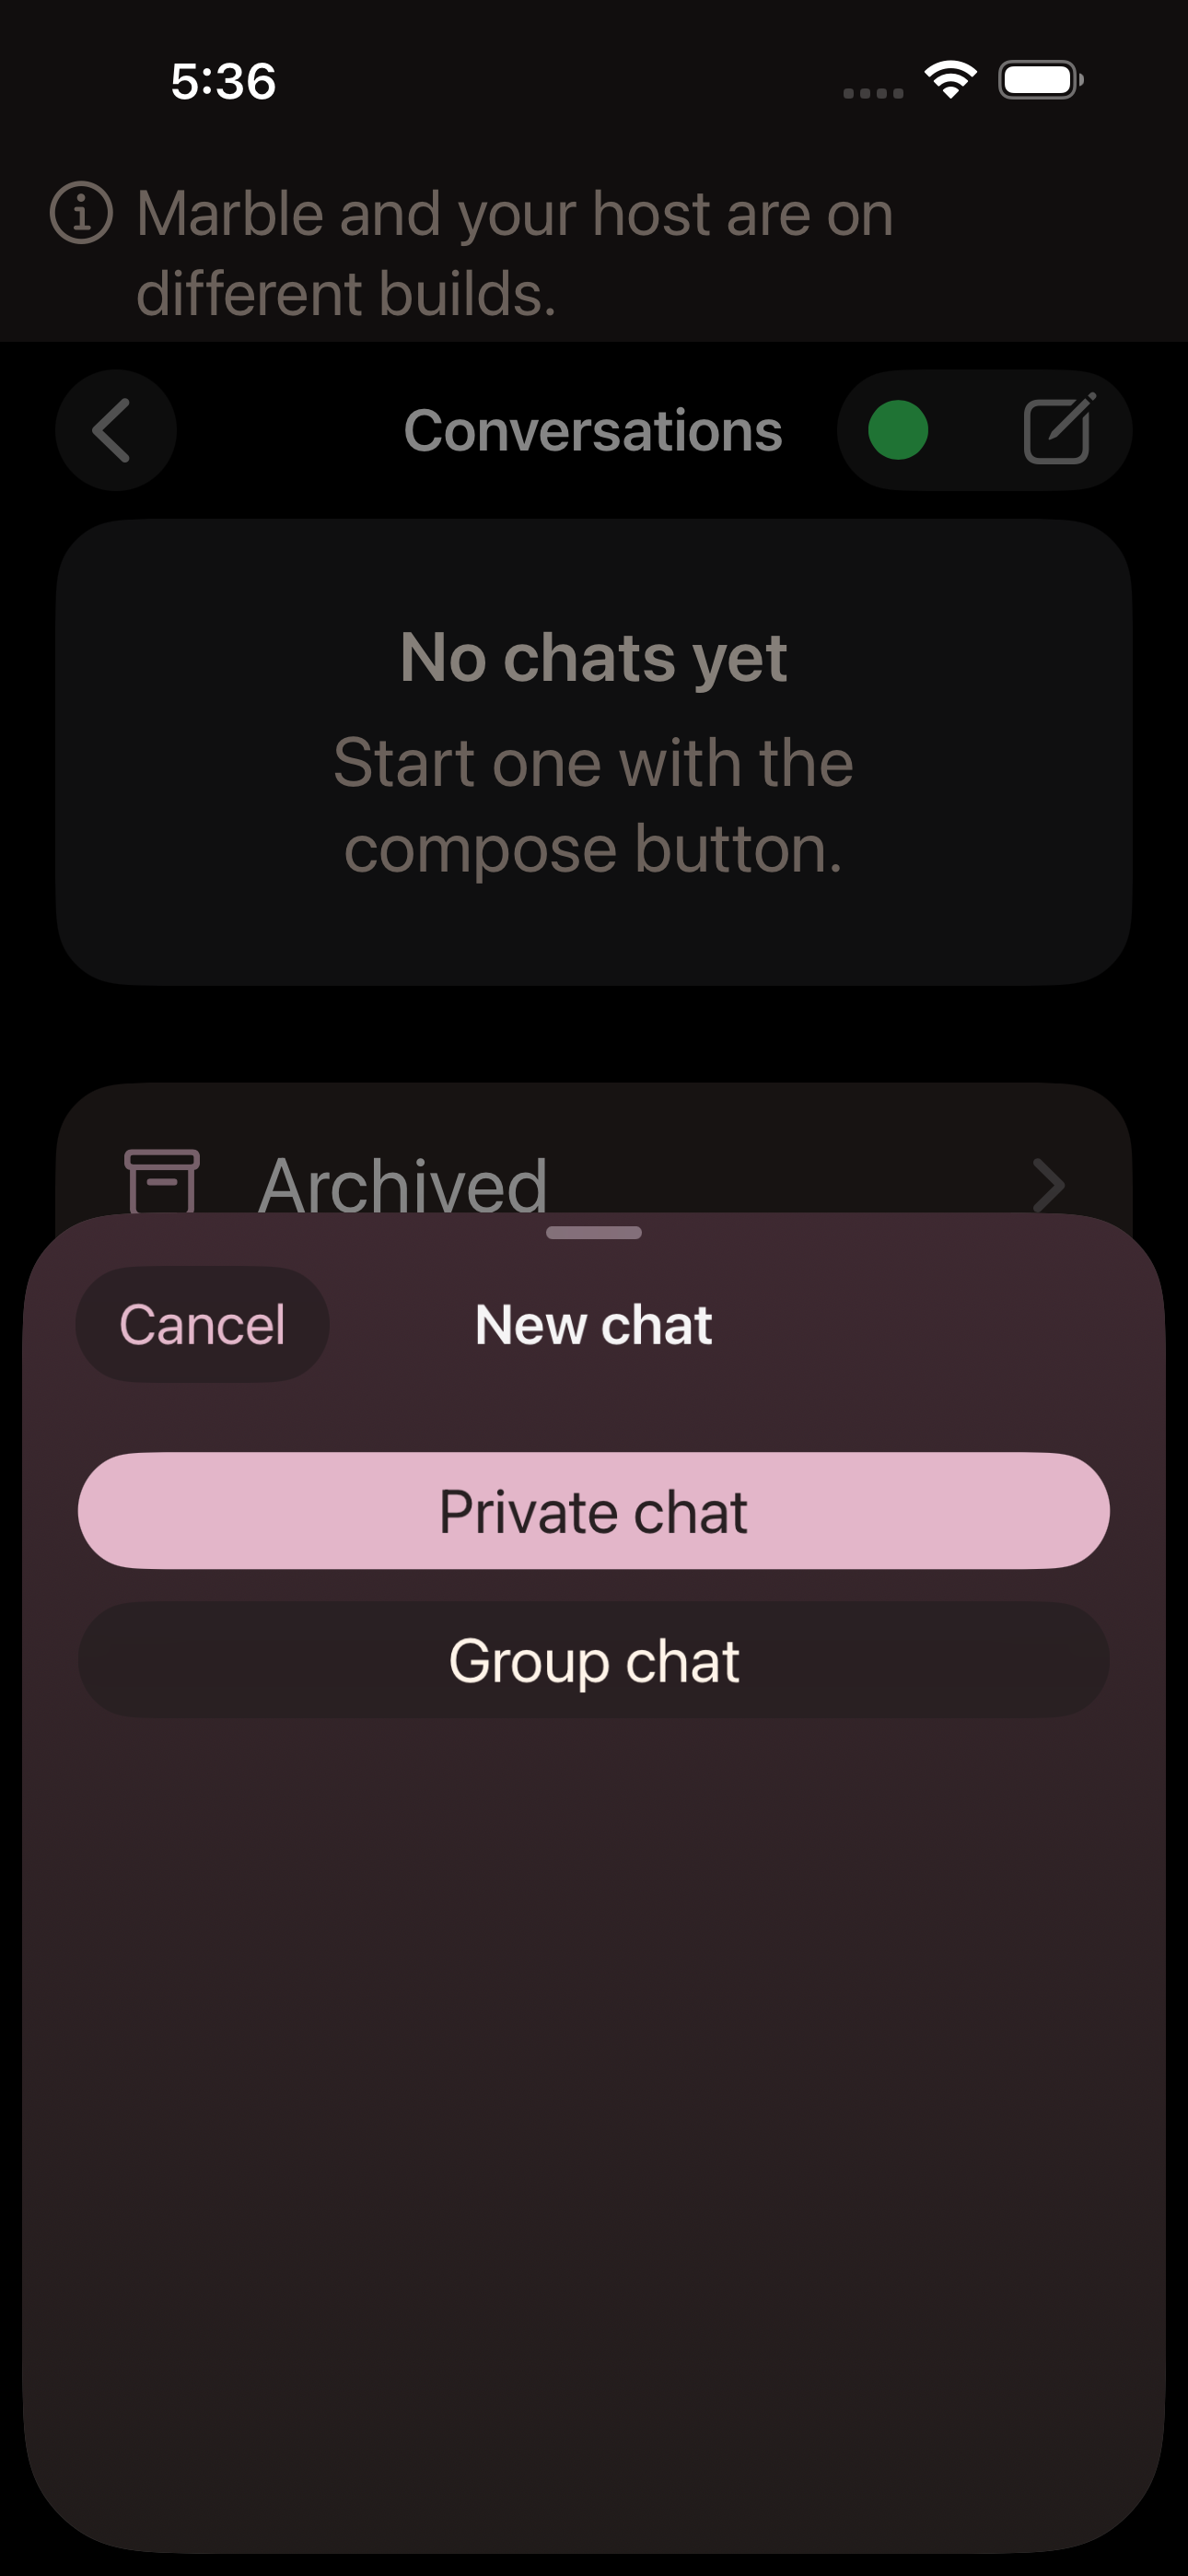 5:36
Marble and your host are on
different builds.
Conversations
No chats yet
Start one with the
compose button.
Archived
Cancel
New chat
Private chat
Group chat